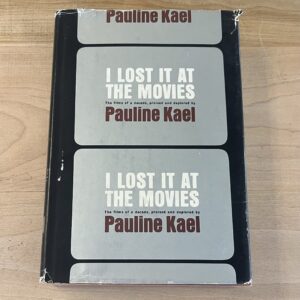 Pauline Kael
I LOST IT AT
THE MOVIES
The films of a decade, praised and deplored by
Pauline Kael
I LOST IT AT
THE MOVIES
The films of a decade, praised and deplored by
Pauline Kael